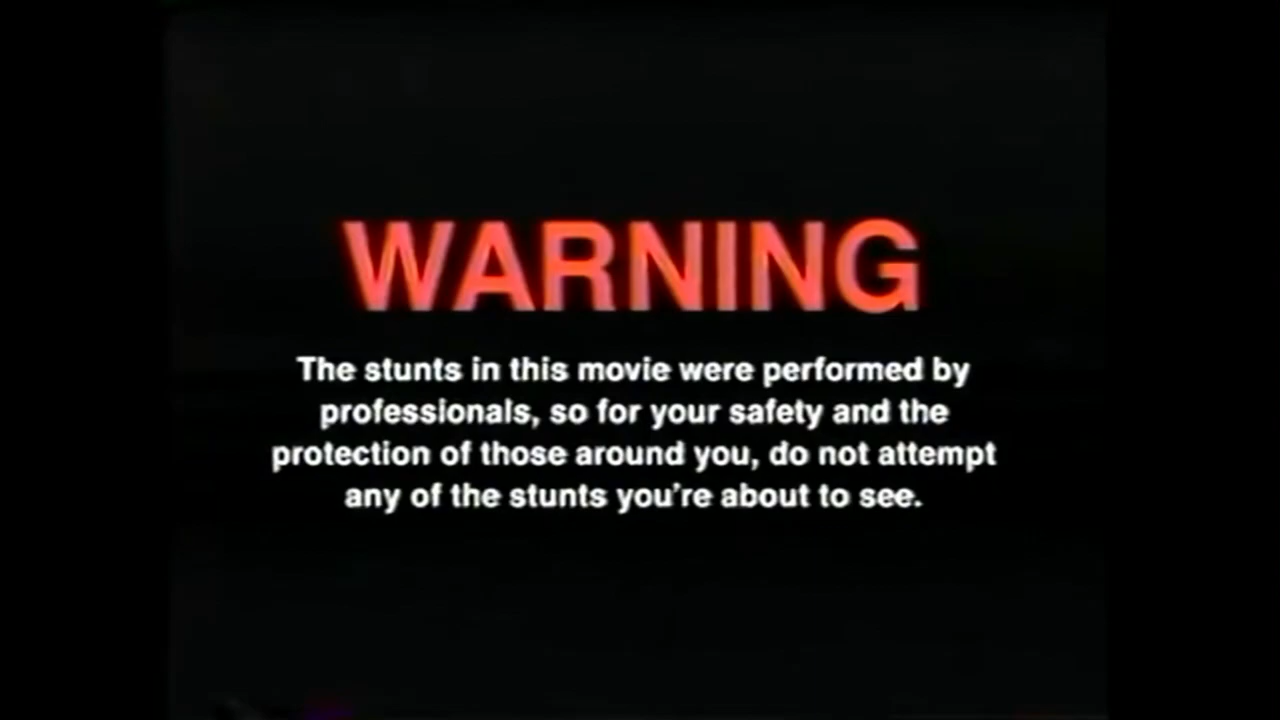 WARNING
The stunts in this movie were performed by
professionals, so for your safety and the
protection of those around you, do not attempt
any of the stunts you're about to see.